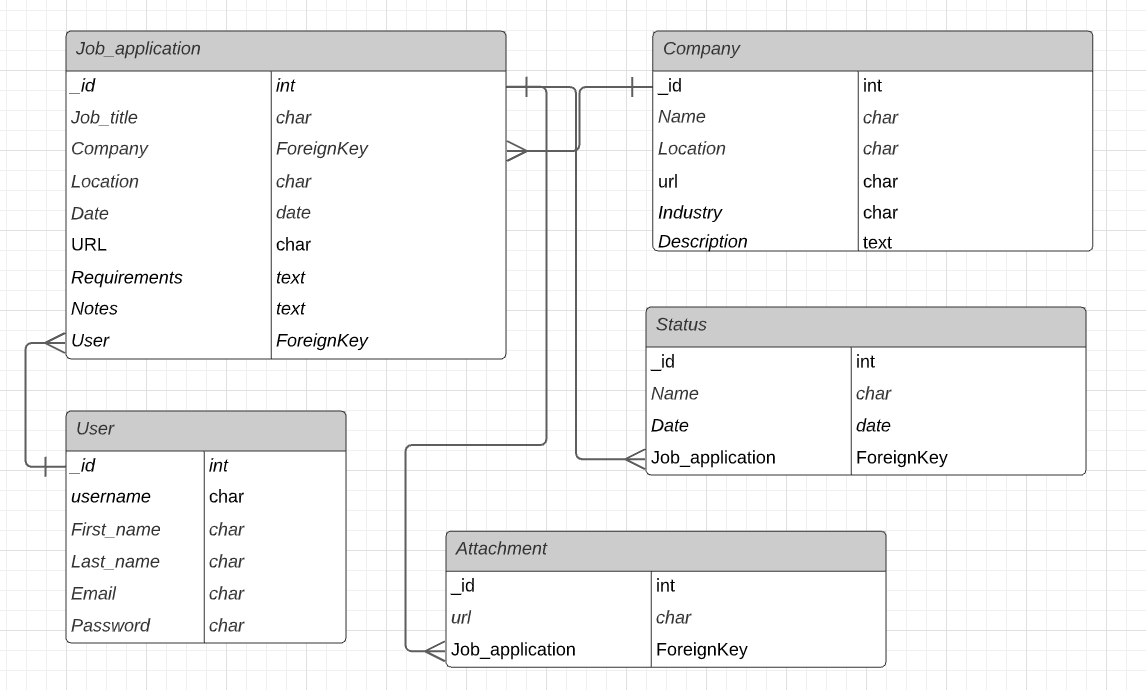 Job_application
_id int
Job_title char
Company ForeignKey
Location char
Date date
URL char
Requirements text
Notes text
User ForeignKey
Company
_id int
Name char
Location char
url char
Industry char
Description text
Status
_id int
Name char
Date date
Job_application ForeignKey
User
_id int
username char
First_name char
Last_name char
Email char
Password char
Attachment
_id int
url char
Job_application ForeignKey